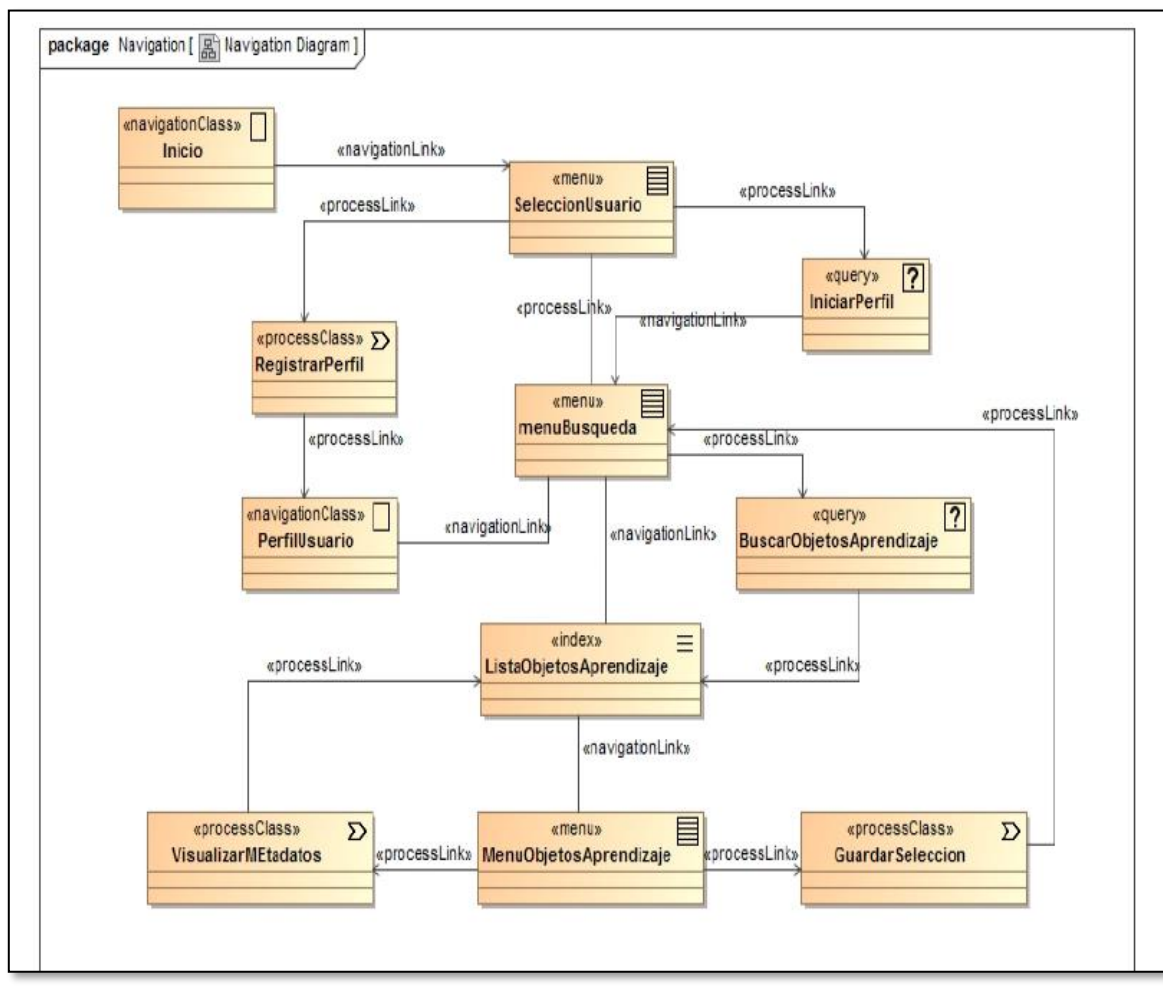 package Navigation [ Navigation Diagram ]
«navigationClass»
Inicio
«navigationLink»
«menu»
SeleccionUsuario
«processLink»
«processLink»
«query» ?
IniciarPerfil
«processLink»
«navigationLink»
«processClass»
RegistrarPerfil
«processLink»
«menu»
menuBusqueda
«processLink»
«processLink»
«navigationClass»
PerfilUsuario
«navigationLink»
«navigationLink»
«query» ?
BuscarObjetosAprendizaje
«index»
ListaObjetosAprendizaje
«processLink»
«processLink»
«navigationLink»
«processClass»
VisualizarMEtadatos
«processLink»
«menu»
MenuObjetosAprendizaje
«processLink»
«processClass»
GuardarSeleccion